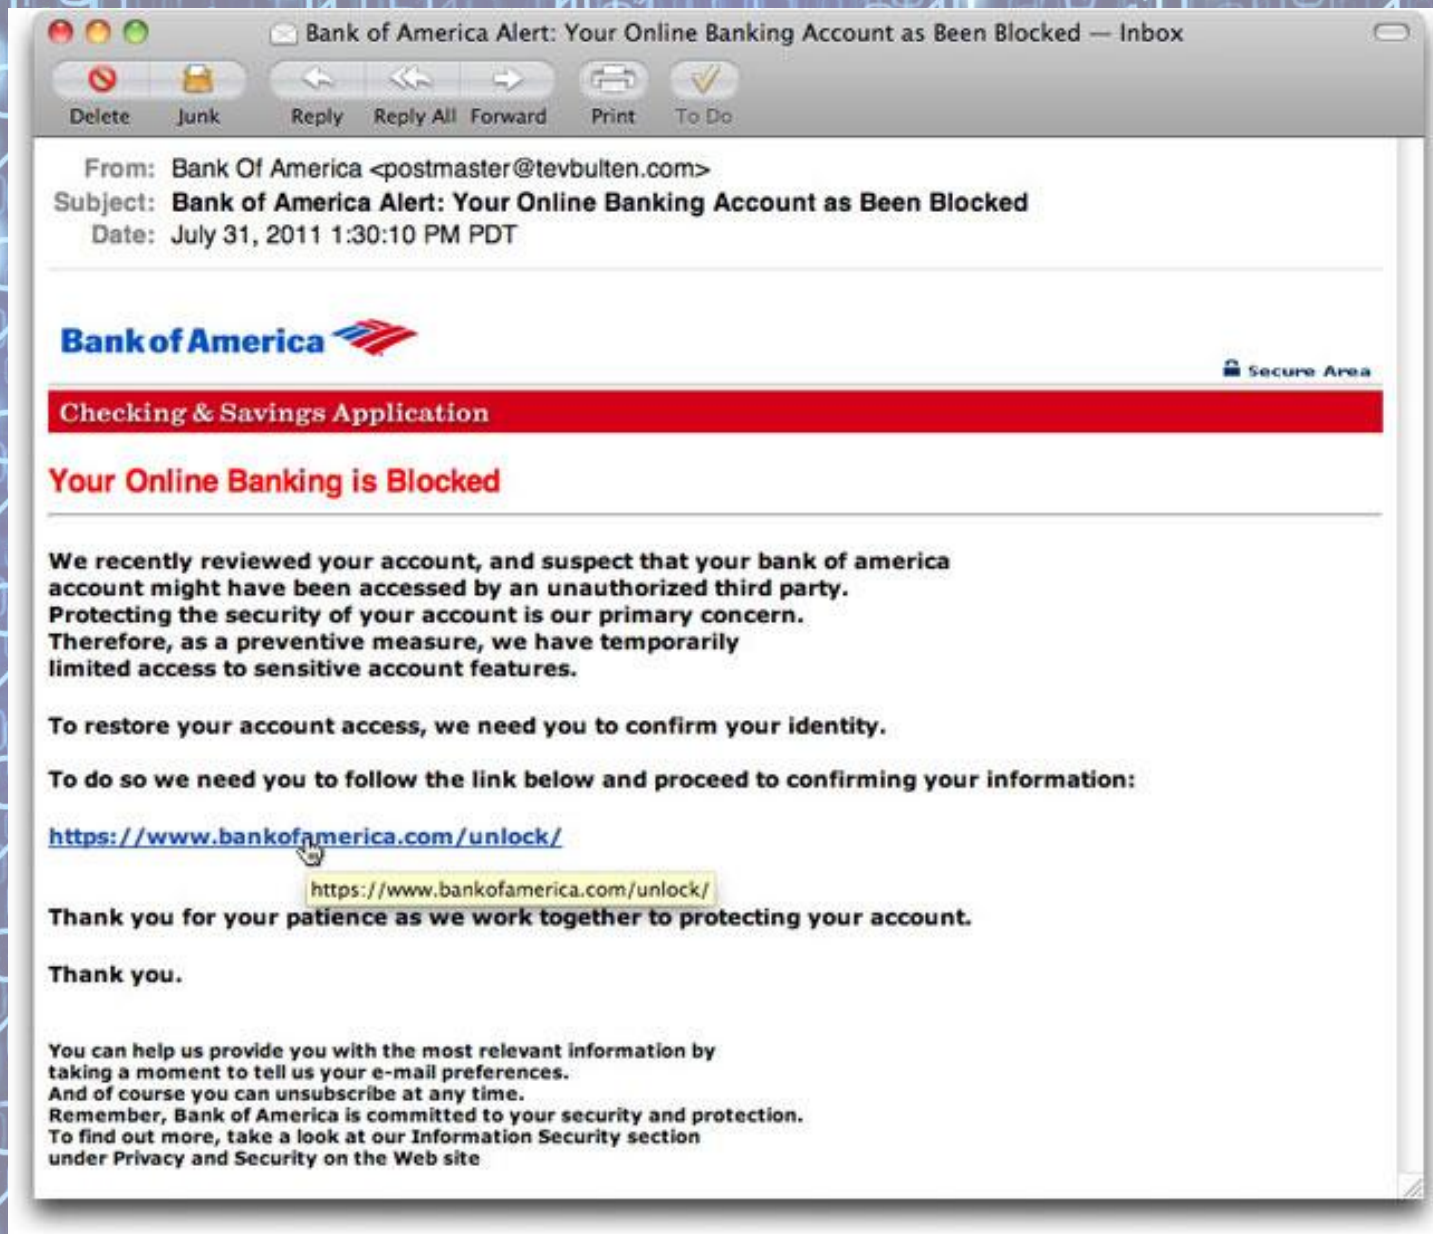 Bank of America Alert: Your Online Banking Account as Been Blocked — Inbox
Delete Junk Reply Reply All Forward Print To Do
From: Bank Of America <postmaster@tevbulten.com>
Subject: Bank of America Alert: Your Online Banking Account as Been Blocked
Date: July 31, 2011 1:30:10 PM PDT
Bank of America
Secure Area
Checking & Savings Application
Your Online Banking is Blocked
We recently reviewed your account, and suspect that your bank of america
account might have been accessed by an unauthorized third party.
Protecting the security of your account is our primary concern.
Therefore, as a preventive measure, we have temporarily
limited access to sensitive account features.
To restore your account access, we need you to confirm your identity.
To do so we need you to follow the link below and proceed to confirming your information:
https://www.bankofamerica.com/unlock/
https://www.bankofamerica.com/unlock/
Thank you for your patience as we work together to protecting your account.
Thank you.
You can help us provide you with the most relevant information by
taking a moment to tell us your e-mail preferences.
And of course you can unsubscribe at any time.
Remember, Bank of America is committed to your security and protection.
To find out more, take a look at our Information Security section
under Privacy and Security on the Web site